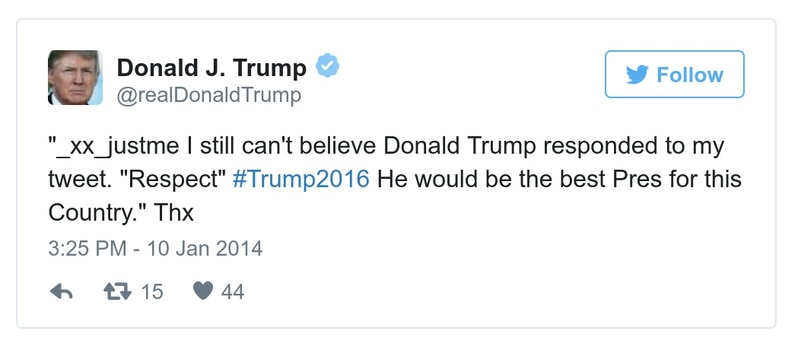 Donald J. Trump
@realDonaldTrump
Follow
"_xx_justme I still can't believe Donald Trump responded to my
tweet. "Respect" #Trump2016 He would be the best Pres for this
Country." Thx
3:25 PM - 10 Jan 2014
15 44